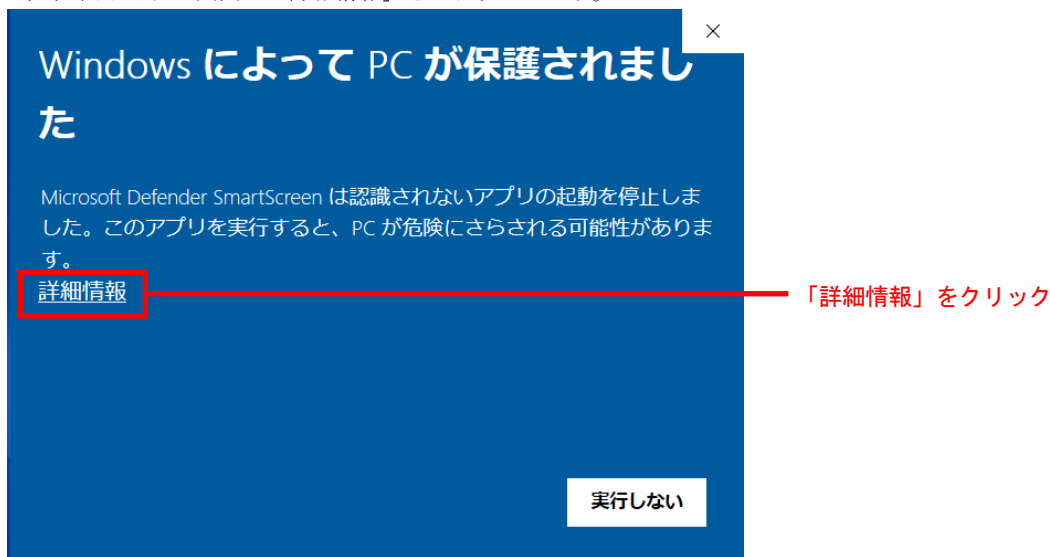 ×
Windows によって PC が保護されまし
た
Microsoft Defender SmartScreen は認識されないアプリの起動を停止しま
した。このアプリを実行すると、PC が危険にさらされる可能性がありま
す。
詳細情報
「詳細情報」をクリック
実行しない